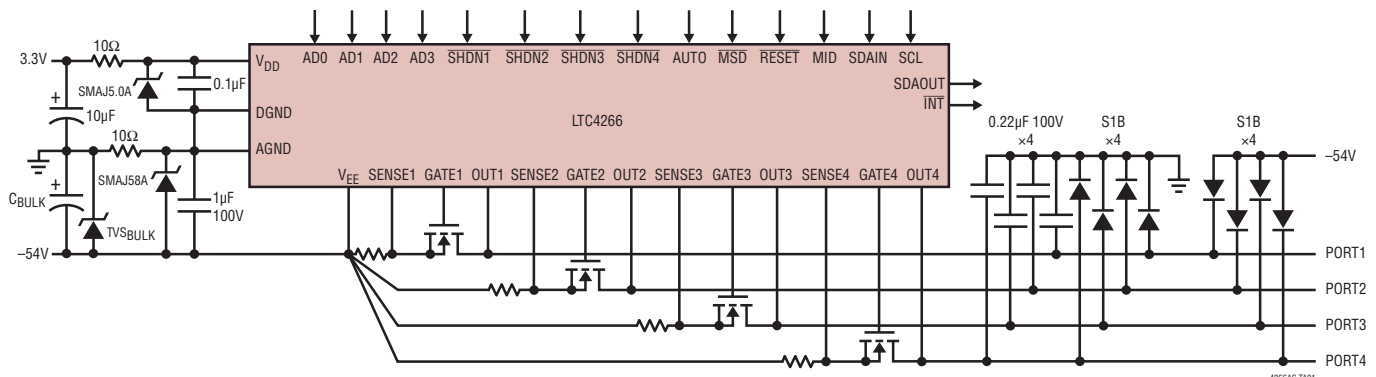 AD0 AD1 AD2 AD3 SHDN1 SHDN2 SHDN3 SHDN4 AUTO MSD RESET MID SDAIN SCL
3.3V
10Ω
VDD
SMAJ5.0A
0.1µF
+
10µF
DGND
SDAOUT
INT
LTC4266
10Ω
AGND
SMAJ58A
+
CBULK
TVSBULK
1µF
100V
–54V
VEE SENSE1 GATE1 OUT1 SENSE2 GATE2 OUT2 SENSE3 GATE3 OUT3 SENSE4 GATE4 OUT4
0.22µF 100V
×4
S1B
×4
S1B
×4
–54V
PORT1
PORT2
PORT3
PORT4